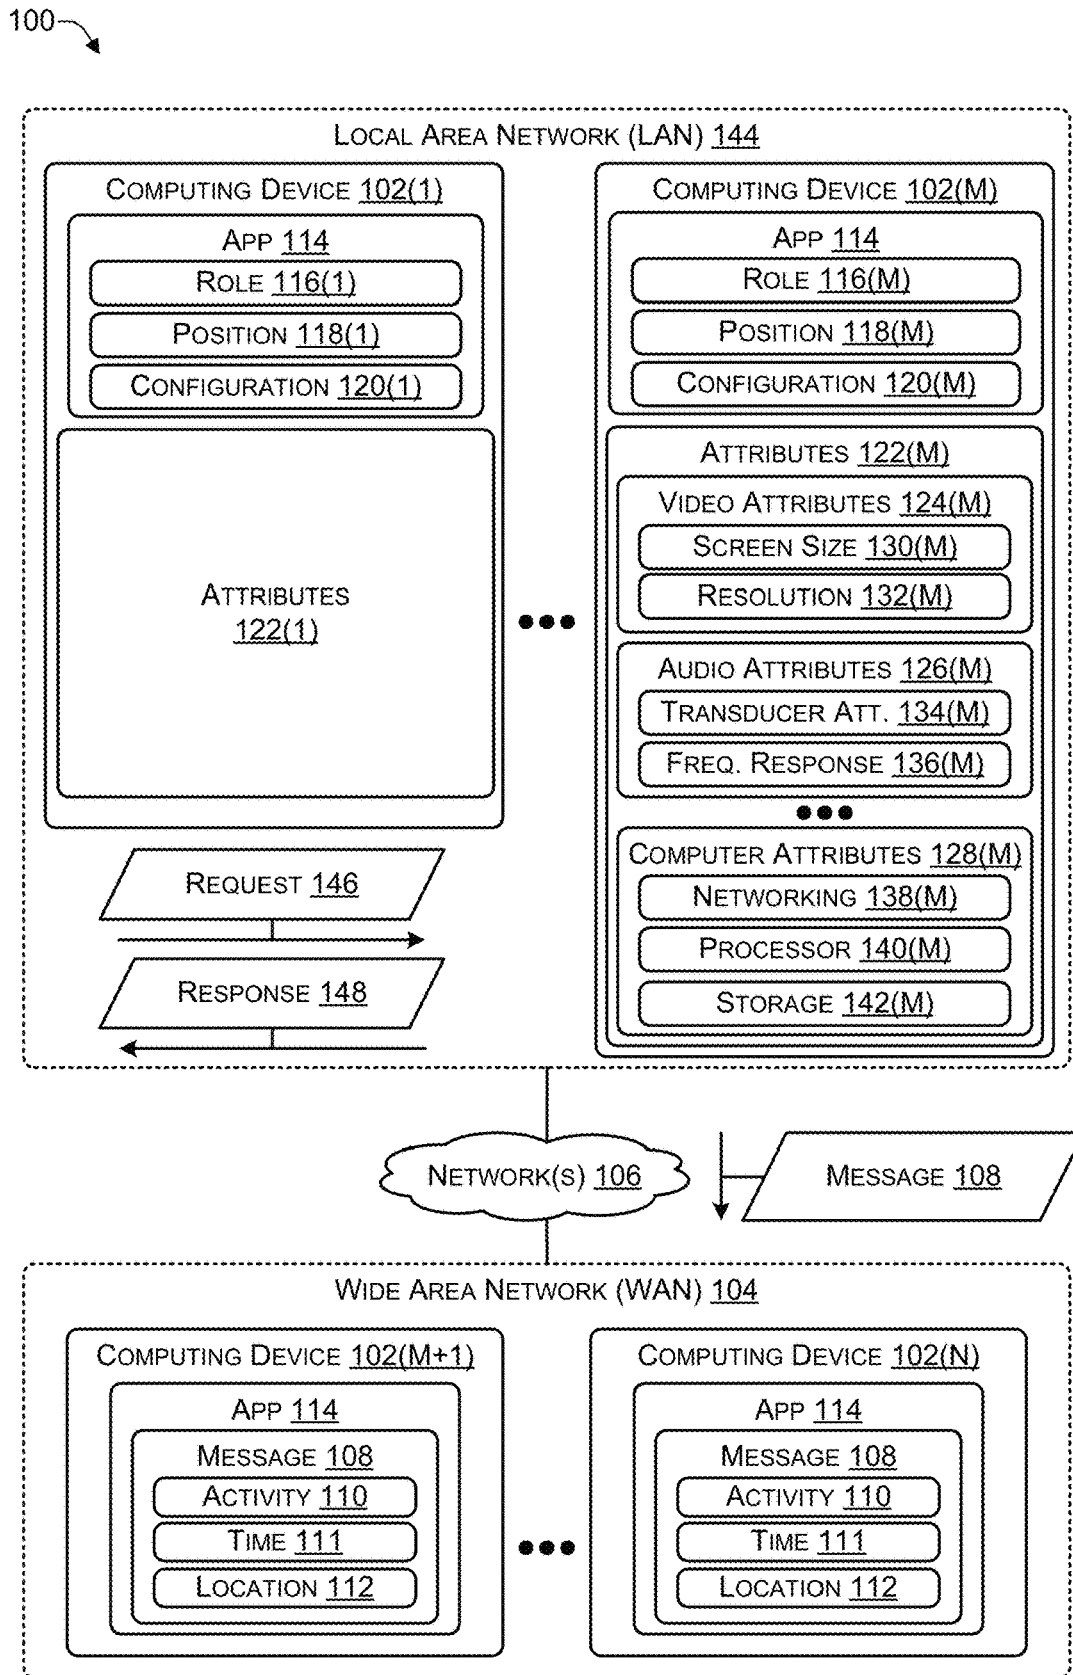 100
LOCAL AREA NETWORK (LAN) 144
COMPUTING DEVICE 102(1)
APP 114
ROLE 116(1)
POSITION 118(1)
CONFIGURATION 120(1)
ATTRIBUTES
122(1)
COMPUTING DEVICE 102(M)
APP 114
ROLE 116(M)
POSITION 118(M)
CONFIGURATION 120(M)
ATTRIBUTES 122(M)
VIDEO ATTRIBUTES 124(M)
SCREEN SIZE 130(M)
RESOLUTION 132(M)
AUDIO ATTRIBUTES 126(M)
TRANSDUCER ATT. 134(M)
FREQ. RESPONSE 136(M)
COMPUTER ATTRIBUTES 128(M)
NETWORKING 138(M)
PROCESSOR 140(M)
STORAGE 142(M)
REQUEST 146
RESPONSE 148
NETWORK(S) 106
MESSAGE 108
WIDE AREA NETWORK (WAN) 104
COMPUTING DEVICE 102(M+1)
APP 114
MESSAGE 108
ACTIVITY 110
TIME 111
LOCATION 112
COMPUTING DEVICE 102(N)
APP 114
MESSAGE 108
ACTIVITY 110
TIME 111
LOCATION 112